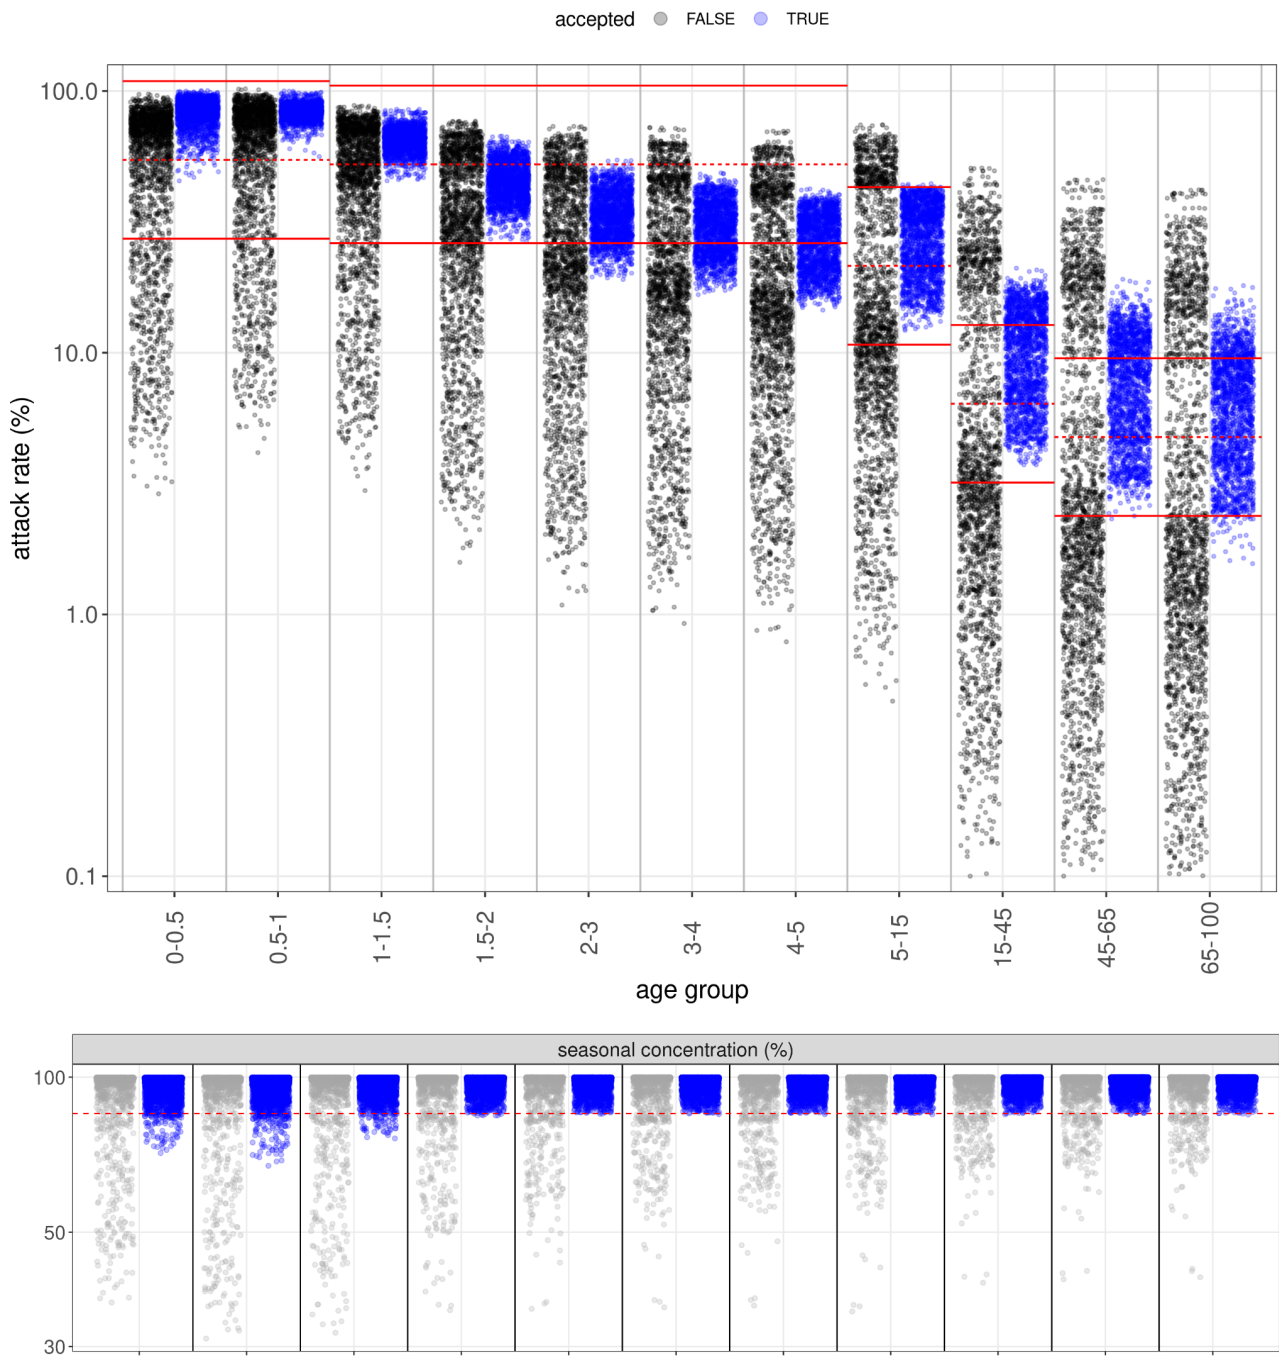 accepted FALSE TRUE
attack rate (%)
100.0
10.0
1.0
0.1
0-0.5 0.5-1 1-1.5 1.5-2 2-3 3-4 4-5 5-15 15-45 45-65 65-100
age group
seasonal concentration (%)
100
50
30